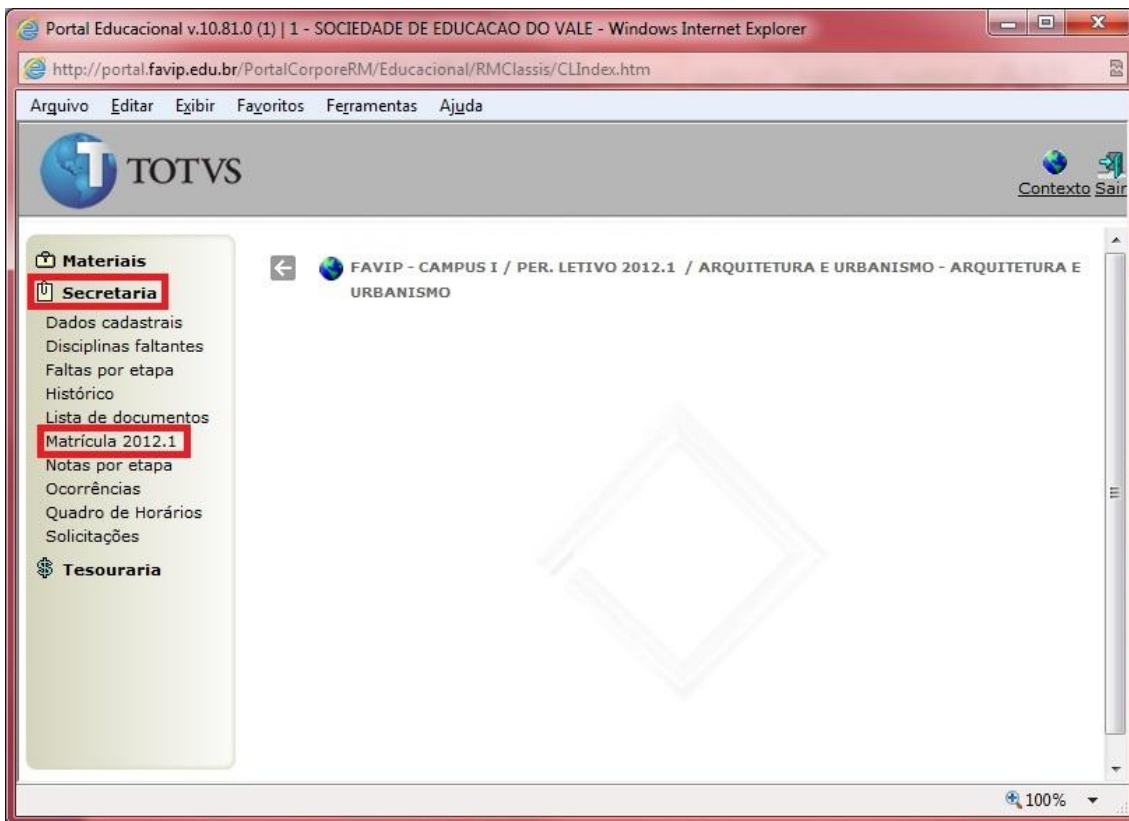 Portal Educacional v.10.81.0 (1) | 1 - SOCIEDADE DE EDUCACAO DO VALE - Windows Internet Explorer
http://portal.favip.edu.br/PortalCorporeRM/Educacional/RMClassis/CLIndex.htm
Arquivo Editar Exibir Favoritos Ferramentas Ajuda
T TOTVS
Contexto Sair
Materiais
FAVIP - CAMPUS I / PER. LETIVO 2012.1 / ARQUITETURA E URBANISMO - ARQUITETURA E
URBANISMO
Secretaria
Dados cadastrais
Disciplinas faltantes
Faltas por etapa
Histórico
Lista de documentos
Matrícula 2012.1
Notas por etapa
Ocorrências
Quadro de Horários
Solicitações
Tesouraria
100%